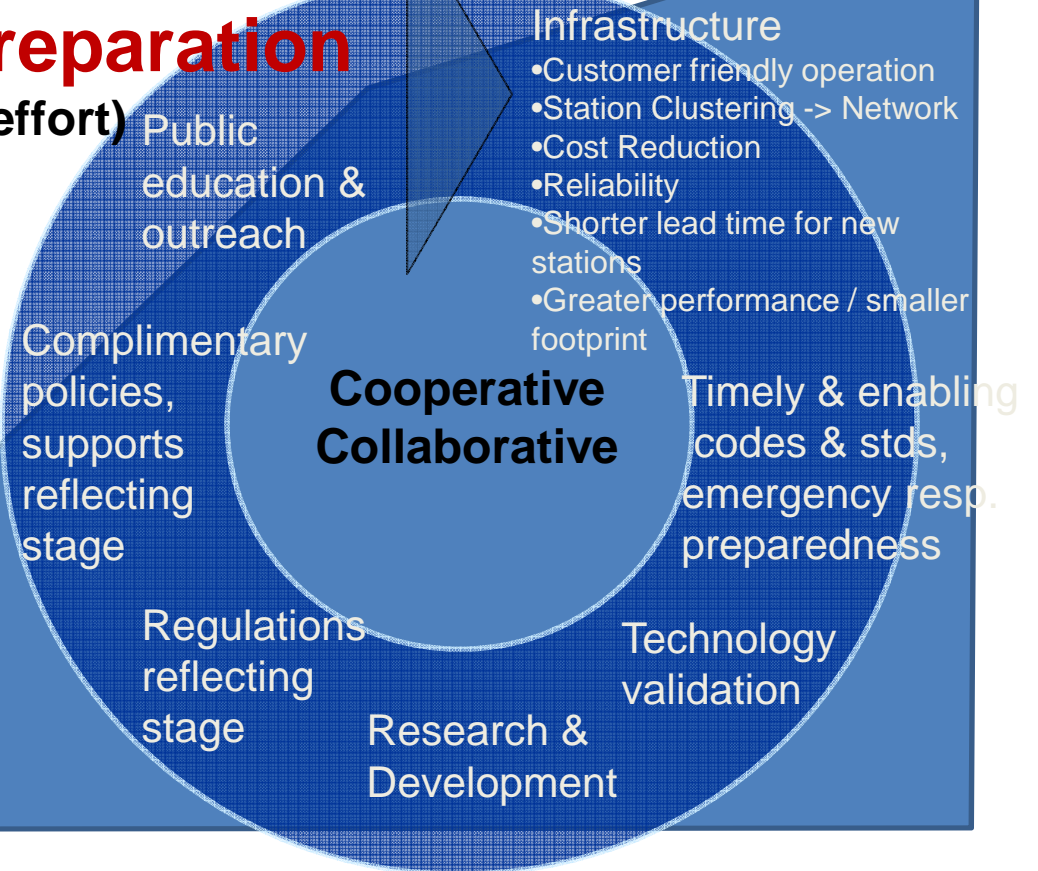 reparation
effort)
Public
education &
outreach
Infrastructure
•Customer friendly operation
•Station Clustering -> Network
•Cost Reduction
•Reliability
•Shorter lead time for new
stations
•Greater performance / smaller
footprint
Complimentary
policies,
supports
reflecting
stage
Cooperative
Collaborative
Timely & enabling
codes & stds,
emergency resp.
preparedness
Regulations
reflecting
stage
Technology
validation
Research &
Development